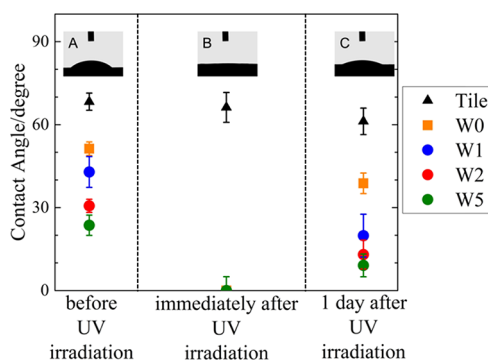 90
60
30
0
Contact Angle/degree
A
B
C
before
UV
irradiation
immediately after
UV
irradiation
1 day after
UV
irradiation
Tile
W0
W1
W2
W5